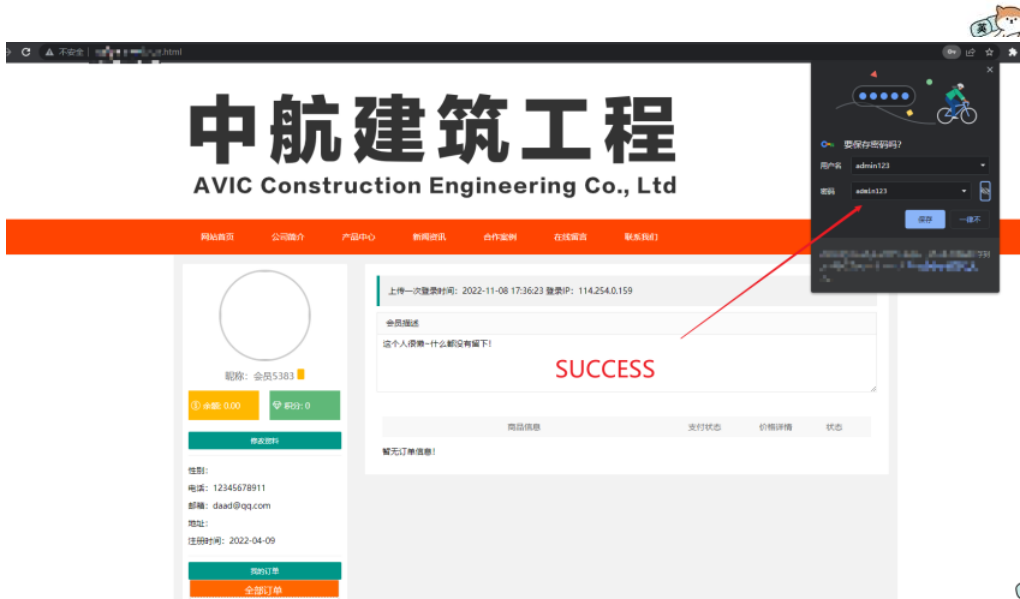 英
不安全
.html
要保存密码吗?
用户名 admin123
密码 admin123
保存 一律不
中航建筑工程
AVIC Construction Engineering Co., Ltd
网站首页 公司简介 产品中心 新闻资讯 合作案例 在线留言 联系我们
昵称：会员5383
余额: 0.00 积分: 0
修改资料
性别：
电话：12345678911
邮箱：daad@qq.com
地址：
注册时间：2022-04-09
我的订单
全部订单
上传一次登录时间：2022-11-08 17:36:23 登录IP：114.254.0.159
会员描述
这个人很懒~什么都没有留下!
SUCCESS
商品信息 支付状态 价格详情 状态
暂无订单信息!